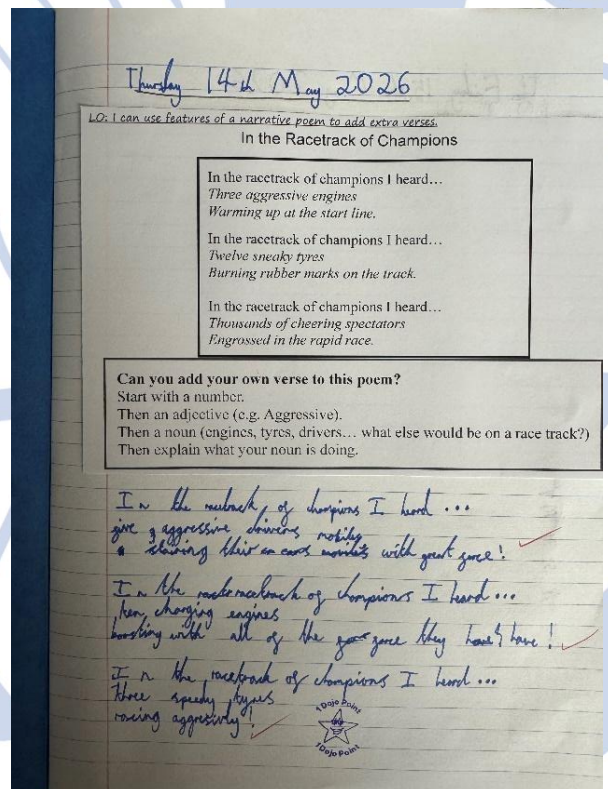 Thursday 14th May 2026
LO: I can use features of a narrative poem to add extra verses.
In the Racetrack of Champions
In the racetrack of champions I heard…
Three aggressive engines
Warming up at the start line.
In the racetrack of champions I heard…
Twelve sneaky tyres
Burning rubber marks on the track.
In the racetrack of champions I heard…
Thousands of cheering spectators
Engrossed in the rapid race.
Can you add your own verse to this poem?
Start with a number.
Then an adjective (e.g. Aggressive).
Then a noun (engines, tyres, drivers… what else would be on a race track?)
Then explain what your noun is doing.
In the of champions I heard ...
aggressive drivers
their cars with great !
In the racetrack of champions I heard ...
ten charging engines
boosting with all of the they have!
In the racetrack of champions I heard ...
three speedy tyres
racing aggresivly!
1 Dojo Point
1 Dojo Point